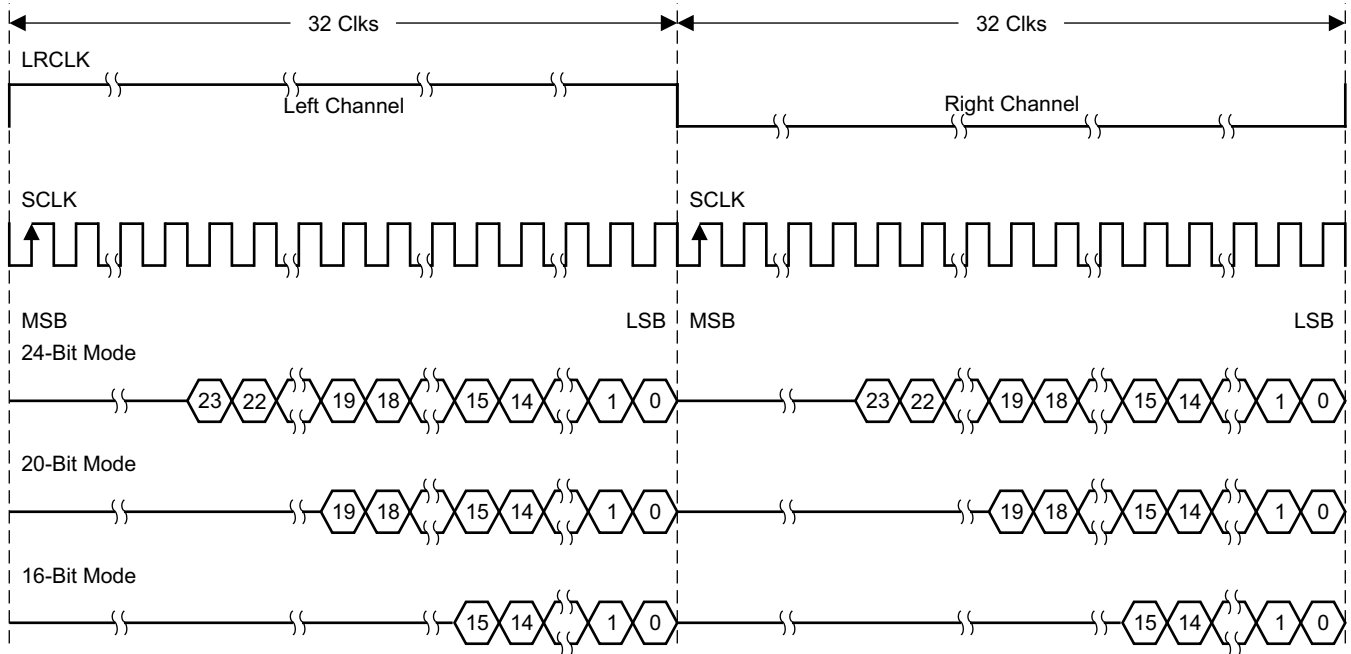 32 Clks 32 Clks
LRCLK
Left Channel Right Channel
SCLK SCLK
MSB LSB MSB LSB
24-Bit Mode
23 22 19 18 15 14 1 0 23 22 19 18 15 14 1 0
20-Bit Mode
19 18 15 14 1 0 19 18 15 14 1 0
16-Bit Mode
15 14 1 0 15 14 1 0